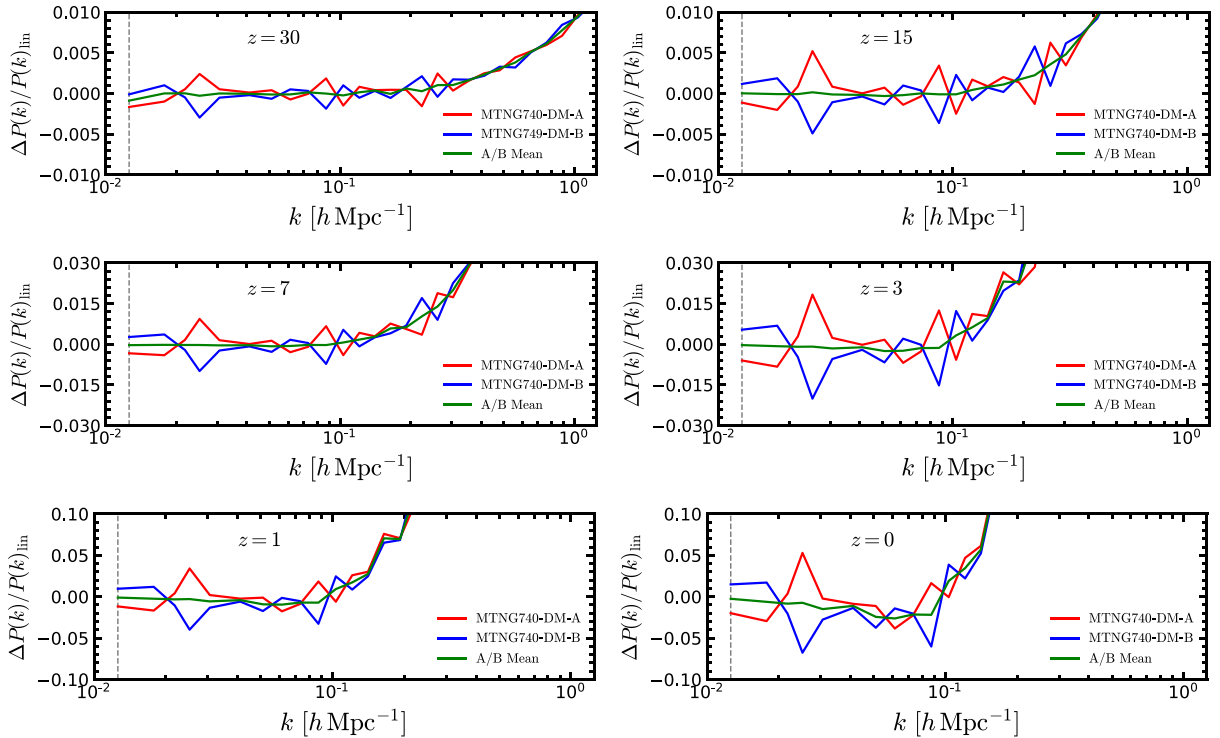 0.010
0.005
0.000
−0.005
−0.010
ΔP(k)/P(k)lin
z = 30
MTNG740-DM-A
MTNG749-DM-B
A/B Mean
10⁻² 10⁻¹ 10⁰
k [h Mpc⁻¹]
0.010
0.005
0.000
−0.005
−0.010
ΔP(k)/P(k)lin
z = 15
MTNG740-DM-A
MTNG740-DM-B
A/B Mean
10⁻² 10⁻¹ 10⁰
k [h Mpc⁻¹]
0.030
0.015
0.000
−0.015
−0.030
ΔP(k)/P(k)lin
z = 7
MTNG740-DM-A
MTNG740-DM-B
A/B Mean
10⁻² 10⁻¹ 10⁰
k [h Mpc⁻¹]
0.030
0.015
0.000
−0.015
−0.030
ΔP(k)/P(k)lin
z = 3
MTNG740-DM-A
MTNG740-DM-B
A/B Mean
10⁻² 10⁻¹ 10⁰
k [h Mpc⁻¹]
0.10
0.05
0.00
−0.05
−0.10
ΔP(k)/P(k)lin
z = 1
MTNG740-DM-A
MTNG740-DM-B
A/B Mean
10⁻² 10⁻¹ 10⁰
k [h Mpc⁻¹]
0.10
0.05
0.00
−0.05
−0.10
ΔP(k)/P(k)lin
z = 0
MTNG740-DM-A
MTNG740-DM-B
A/B Mean
10⁻² 10⁻¹ 10⁰
k [h Mpc⁻¹]